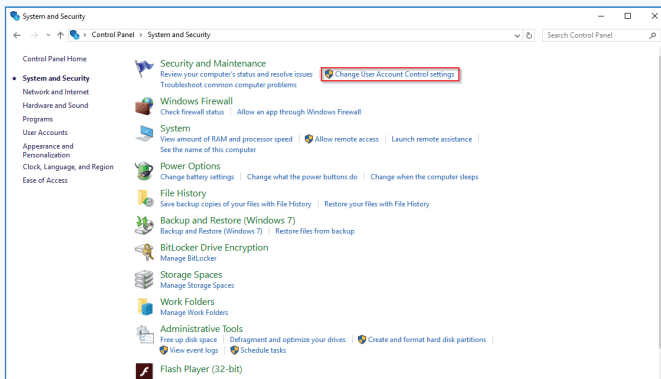 System and Security
Control Panel > System and Security
Search Control Panel
Control Panel Home
System and Security
Network and Internet
Hardware and Sound
Programs
User Accounts
Appearance and
Personalization
Clock, Language, and Region
Ease of Access
Security and Maintenance
Review your computer's status and resolve issues | Change User Account Control settings
Troubleshoot common computer problems
Windows Firewall
Check firewall status | Allow an app through Windows Firewall
System
View amount of RAM and processor speed | Allow remote access | Launch remote assistance |
See the name of this computer
Power Options
Change battery settings | Change what the power buttons do | Change when the computer sleeps
File History
Save backup copies of your files with File History | Restore your files with File History
Backup and Restore (Windows 7)
Backup and Restore (Windows 7) | Restore files from backup
BitLocker Drive Encryption
Manage BitLocker
Storage Spaces
Manage Storage Spaces
Work Folders
Manage Work Folders
Administrative Tools
Free up disk space | Defragment and optimize your drives | Create and format hard disk partitions |
View event logs | Schedule tasks
Flash Player (32-bit)